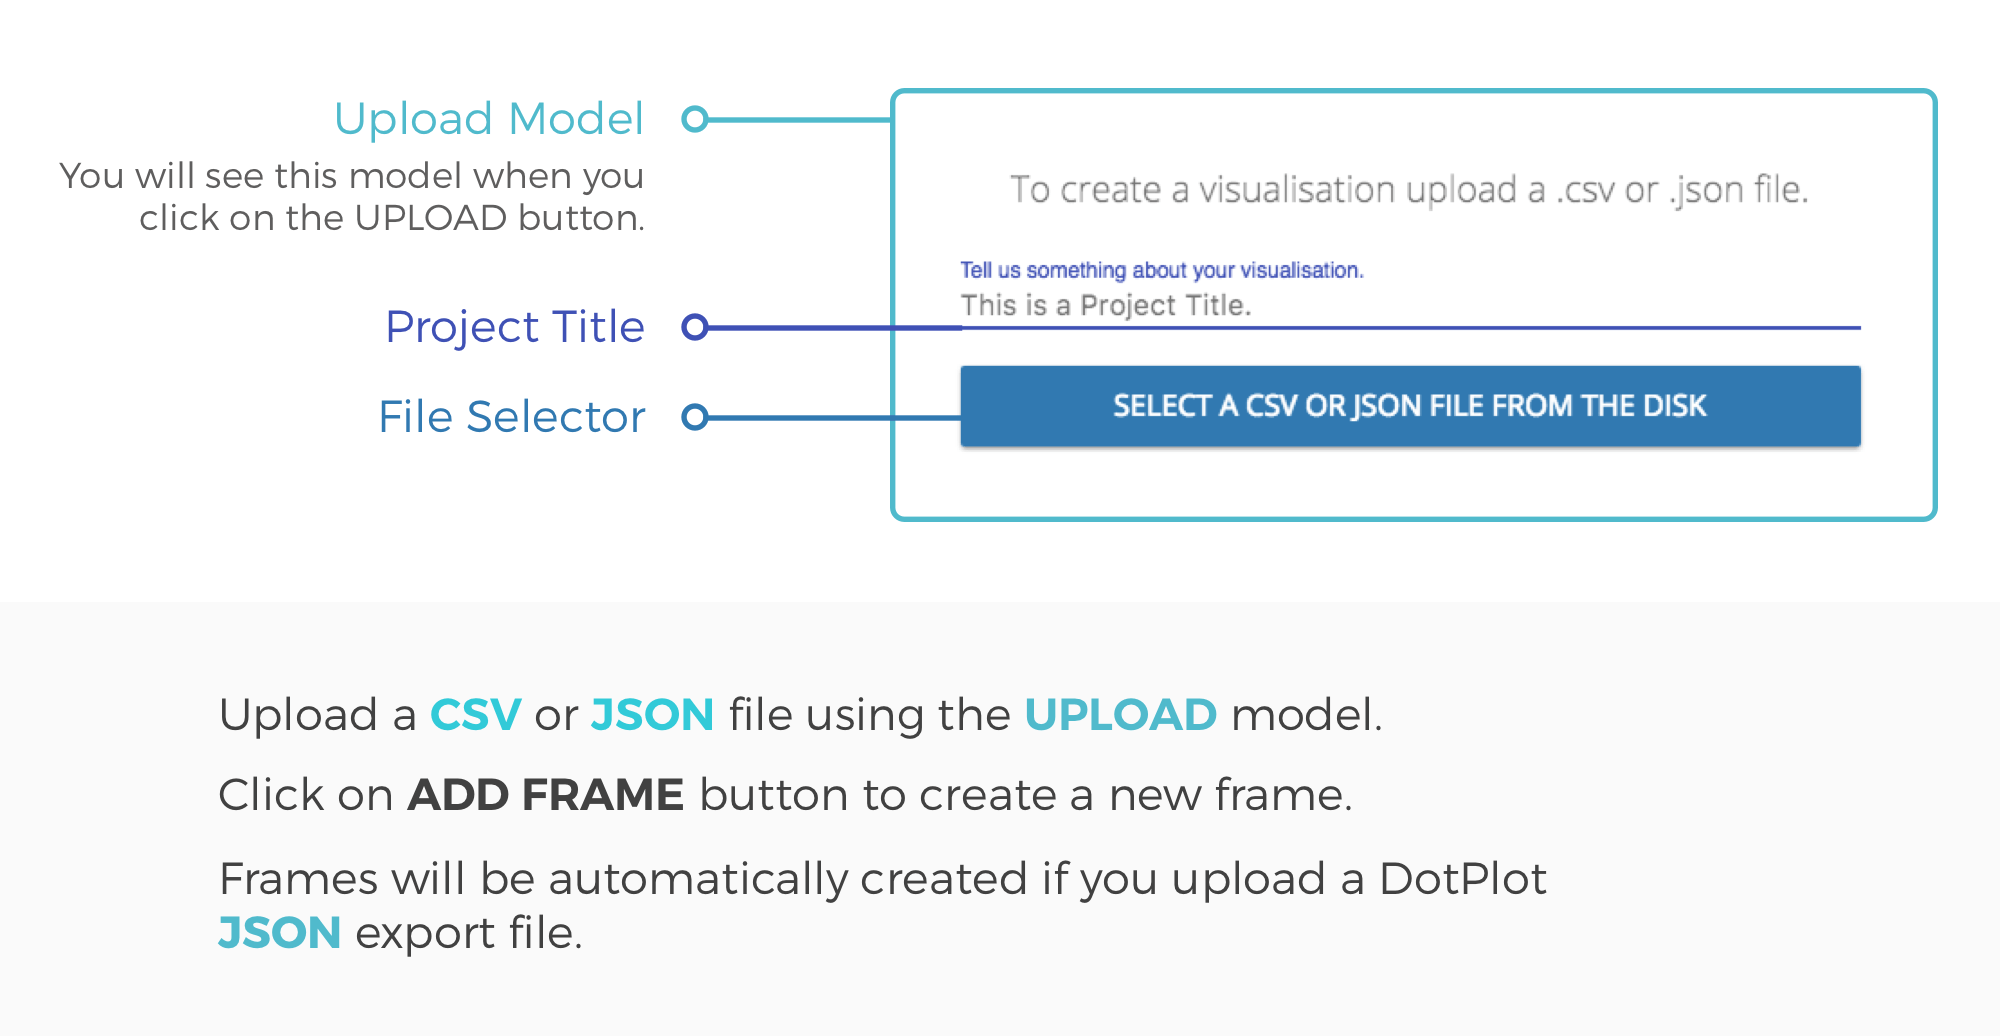 Upload Model
You will see this model when you
click on the UPLOAD button.
Project Title
File Selector
To create a visualisation upload a .csv or .json file.
Tell us something about your visualisation.
This is a Project Title.
SELECT A CSV OR JSON FILE FROM THE DISK
Upload a CSV or JSON file using the UPLOAD model.
Click on ADD FRAME button to create a new frame.
Frames will be automatically created if you upload a DotPlot
JSON export file.